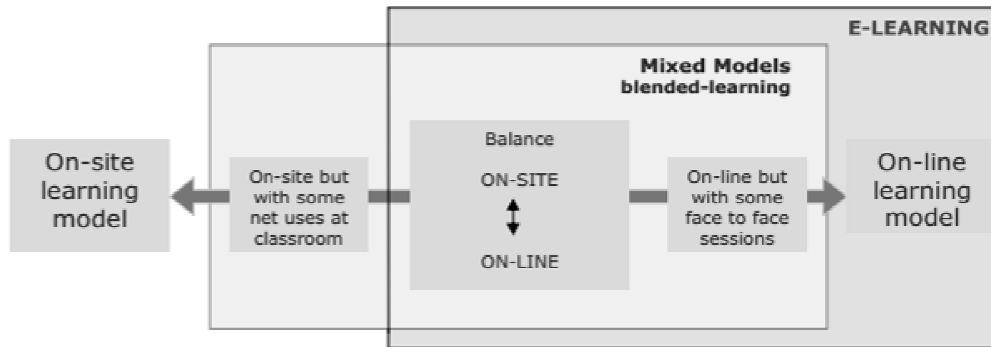 E-LEARNING
Mixed Models
blended-learning
On-site
learning
model
On-site but
with some
net uses at
classroom
Balance
ON-SITE
ON-LINE
On-line but
with some
face to face
sessions
On-line
learning
model